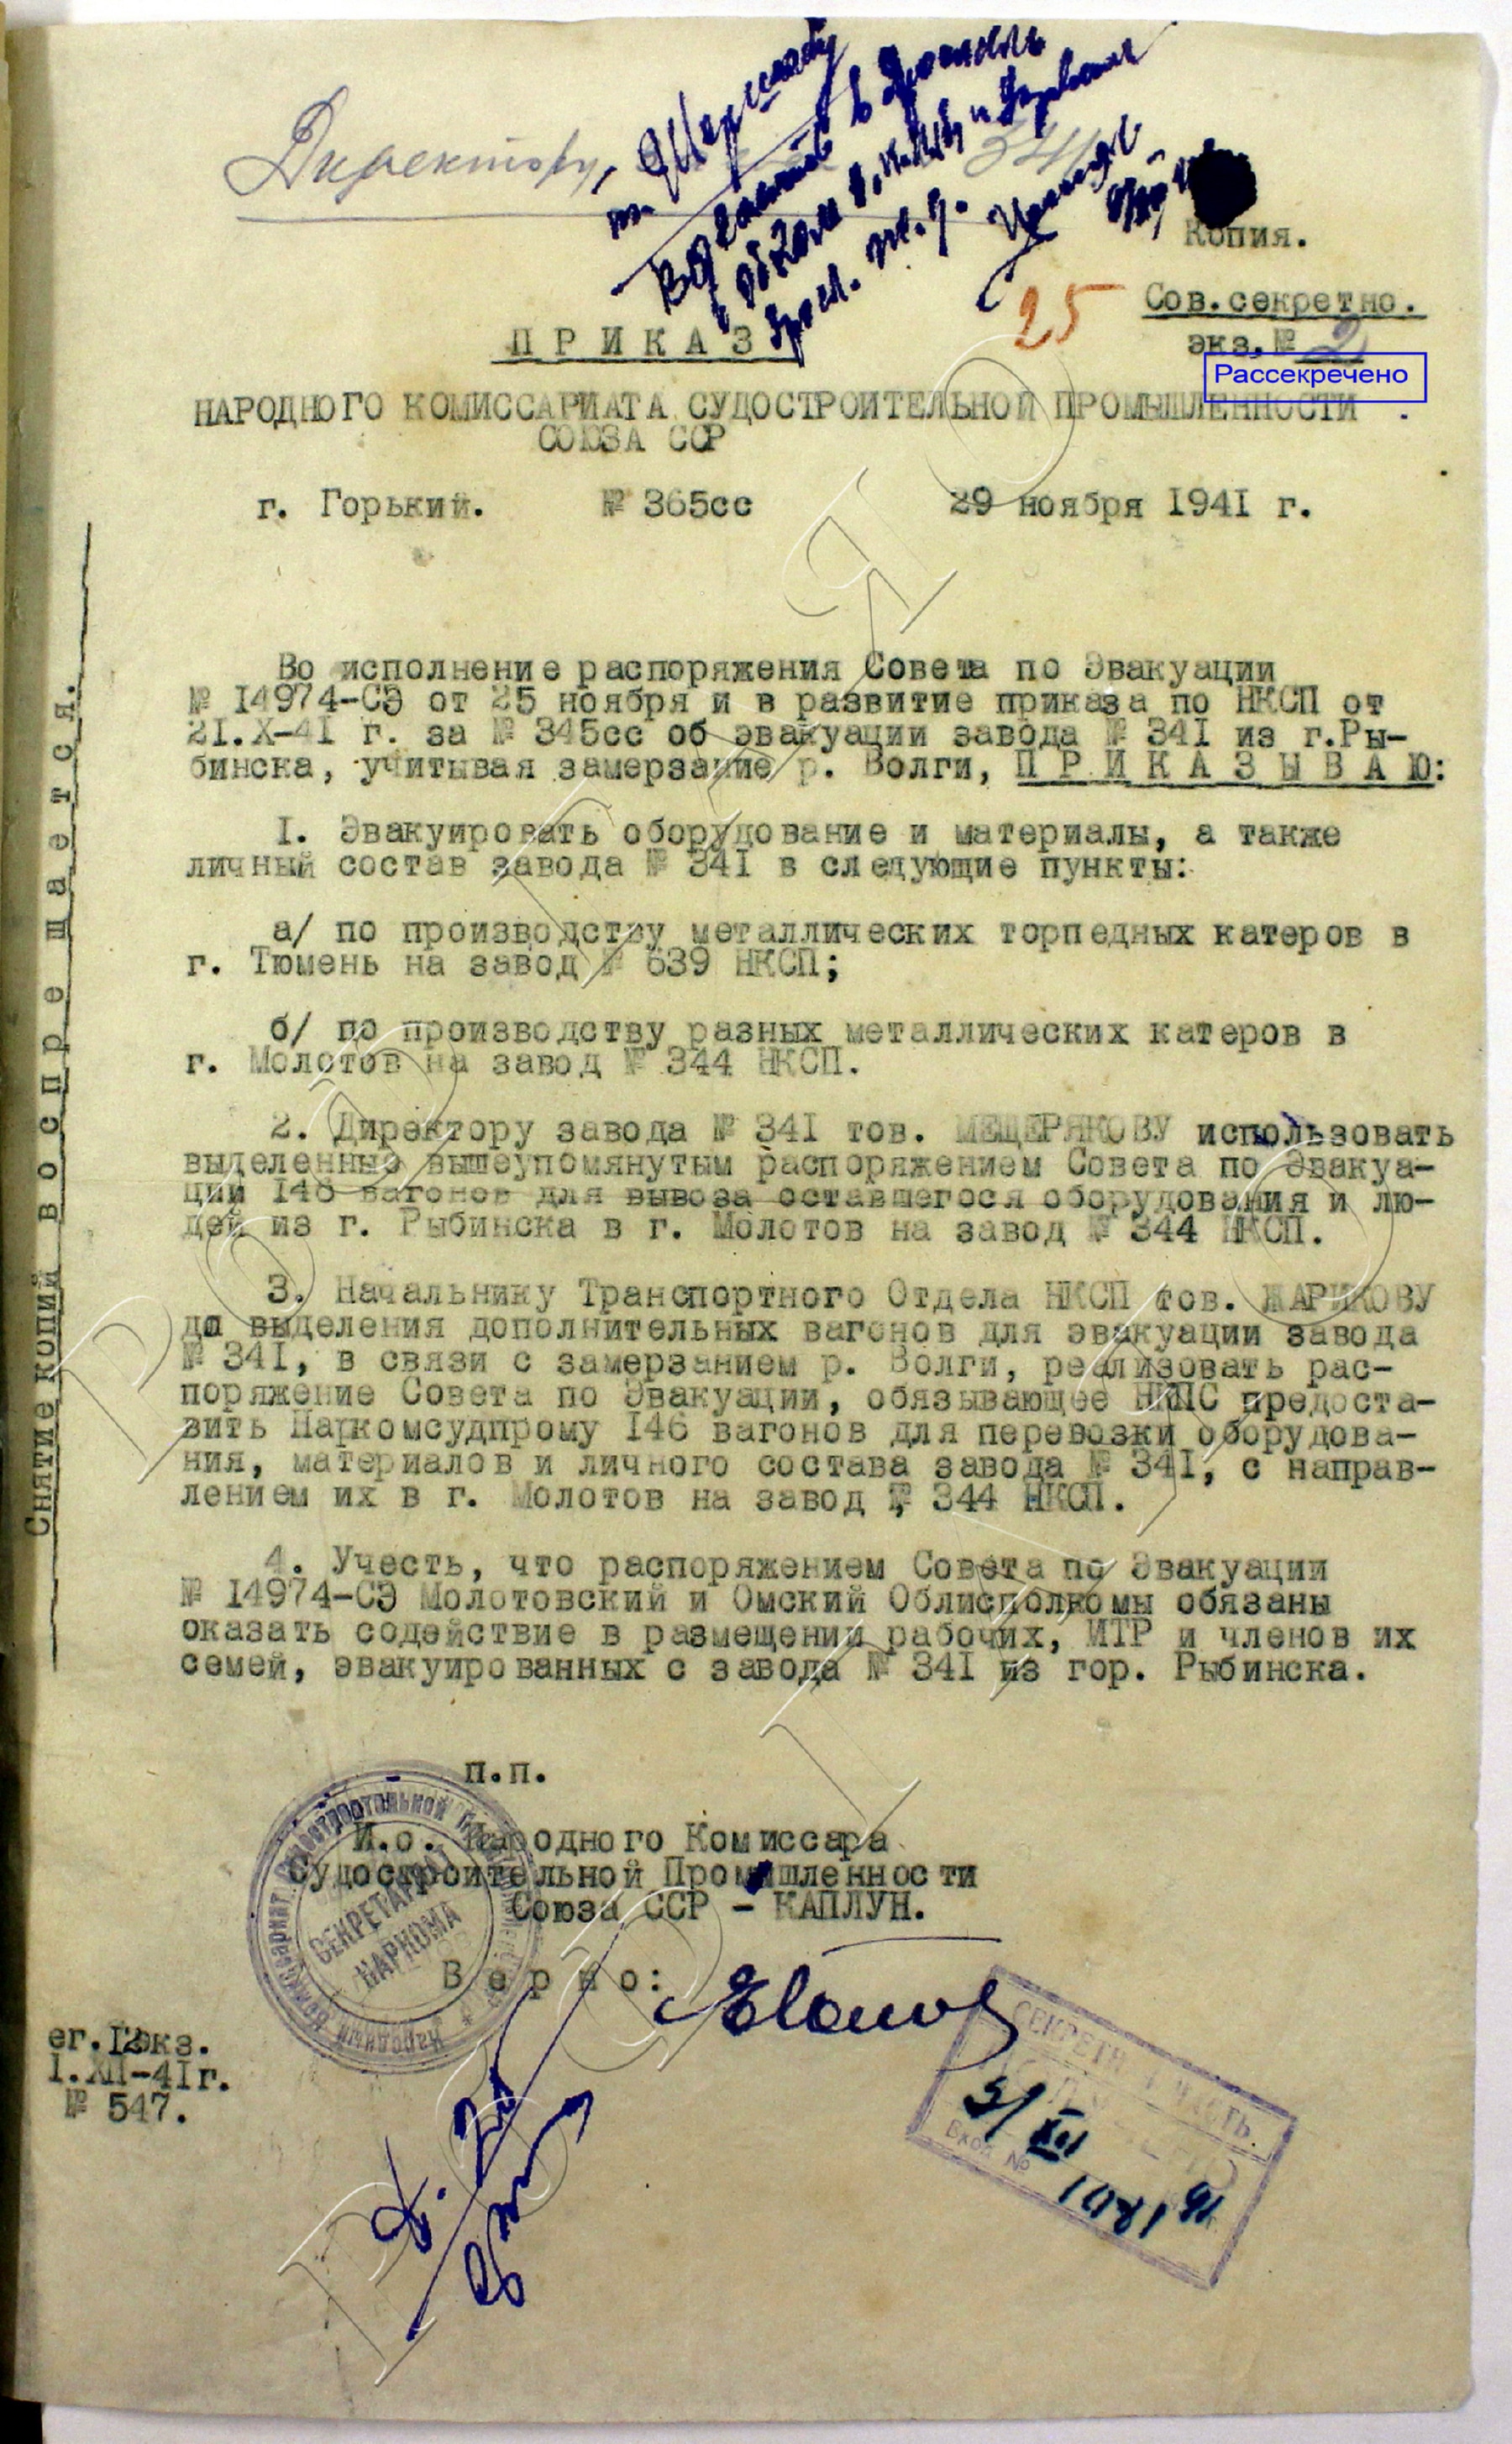 Директору
341
Копия.
25
Сов.секретно.
экз.№ 2
Рассекречено
П Р И К А З
НАРОДНОГО КОМИССАРИАТА СУДОСТРОИТЕЛЬНОЙ ПРОМЫШЛЕННОСТИ
СОЮЗА ССР
г. Горький. № 365сс 29 ноября 1941 г.
Во исполнение распоряжения Совета по Эвакуации
№ 14974-СЭ от 25 ноября и в развитие приказа по НКСП от
21.X-41 г. за № 345сс об эвакуации завода № 341 из г.Ры-
бинска, учитывая замерзание р. Волги, П Р И К А З Ы В А Ю:
1. Эвакуировать оборудование и материалы, а также
личный состав завода № 341 в следующие пункты:
а/ по производству металлических торпедных катеров в
г. Тюмень на завод № 639 НКСП;
б/ по производству разных металлических катеров в
г. Молотов на завод № 344 НКСП.
2. Директору завода № 341 тов. МЕЩЕРЯКОВУ использовать
выделенные вышеупомянутым распоряжением Совета по Эвакуа-
ции 146 вагонов для вывоза оставшегося оборудования и лю-
дей из г. Рыбинска в г. Молотов на завод № 344 НКСП.
3. Начальнику Транспортного Отдела НКСП тов. ЖАРИКОВУ
до выделения дополнительных вагонов для эвакуации завода
№ 341, в связи с замерзанием р. Волги, реализовать рас-
поряжение Совета по Эвакуации, обязывающее НКПС предоста-
вить Наркомсудпрому 146 вагонов для перевозки оборудова-
ния, материалов и личного состава завода № 341, с направ-
лением их в г. Молотов на завод № 344 НКСП.
4. Учесть, что распоряжением Совета по Эвакуации
№ 14974-СЭ Молотовский и Омский Облисполкомы обязаны
оказать содействие в размещении рабочих, ИТР и членов их
семей, эвакуированных с завода № 341 из гор. Рыбинска.
п.п.
И.о. Народного Комиссара
Судостроительной Промышленности
Союза ССР - КАПЛУН.
В е р н о:
СЕКРЕТАРИАТ
НАРКОМА
ег.12экз.
1.XII-41г.
№ 547.
СЕКРЕТН ЧАСТЬ
5/XII
Вход №
Снятие копий воспрещается.